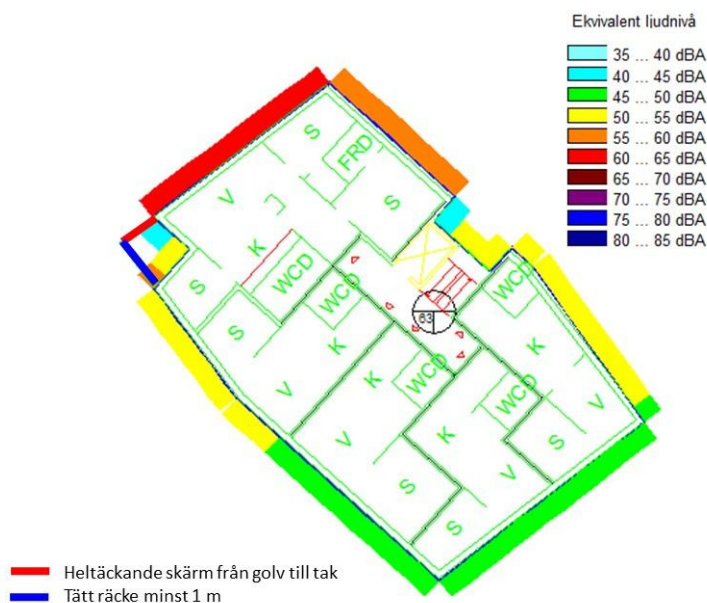 Ekvivalent ljudnivå
35 ... 40 dBA
40 ... 45 dBA
45 ... 50 dBA
50 ... 55 dBA
55 ... 60 dBA
60 ... 65 dBA
65 ... 70 dBA
70 ... 75 dBA
75 ... 80 dBA
80 ... 85 dBA
S
FRD
V
S
K
WCD
S
WCD
WCD
63
S
K
K
WCD
K
V
WCD
V
V
K
S
S
V
S
Heltäckande skärm från golv till tak
Tätt räcke minst 1 m